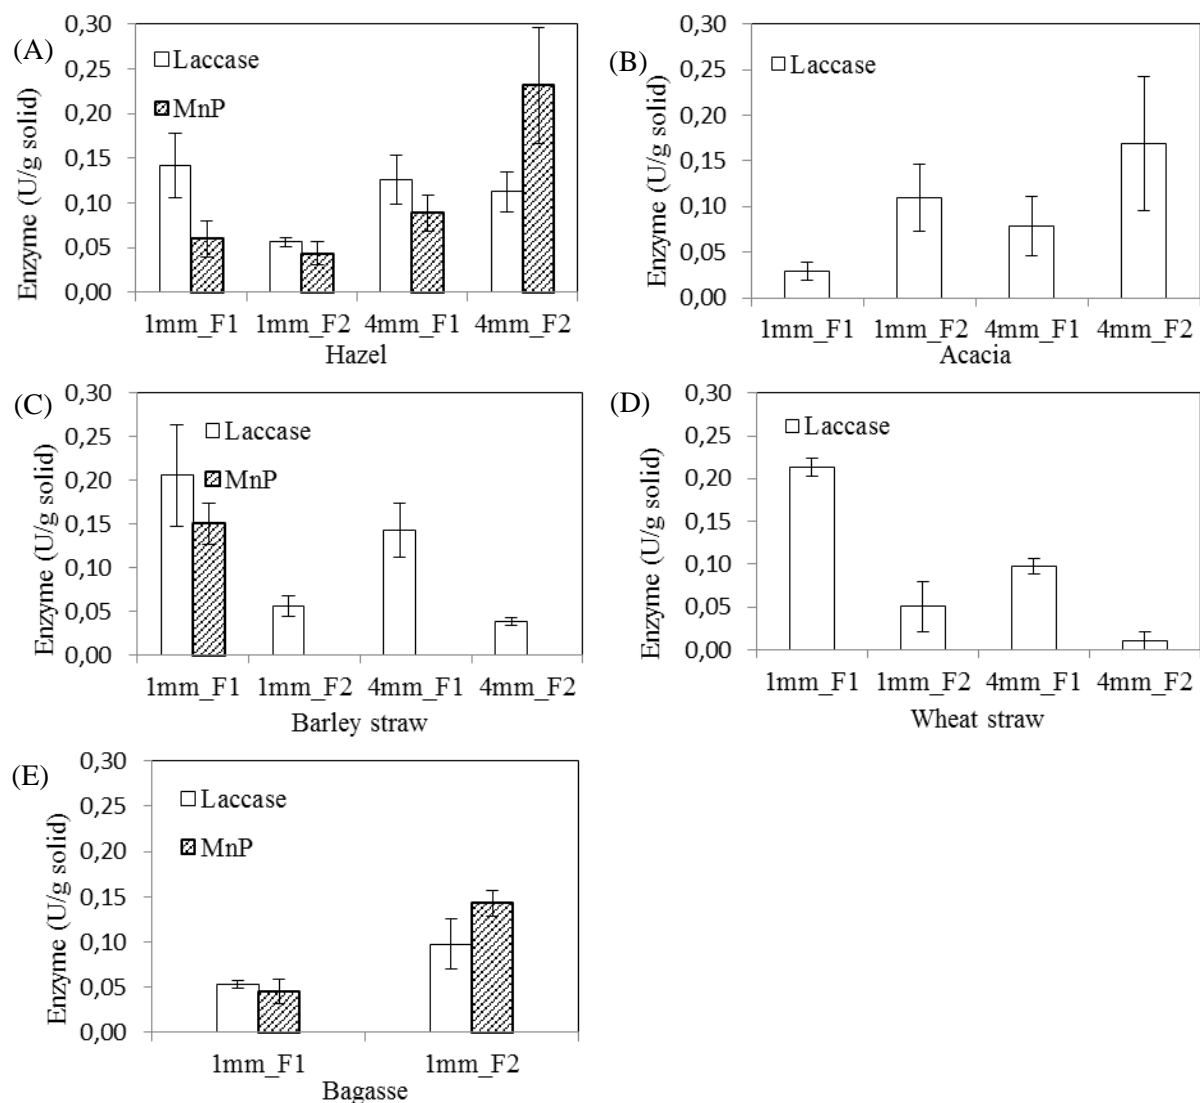 (A)
Enzyme (U/g solid)
0,30
0,25
0,20
0,15
0,10
0,05
0,00
Laccase
MnP
1mm_F1 1mm_F2 4mm_F1 4mm_F2
Hazel
(B)
Enzyme (U/g solid)
0,30
0,25
0,20
0,15
0,10
0,05
0,00
Laccase
1mm_F1 1mm_F2 4mm_F1 4mm_F2
Acacia
(C)
Enzyme (U/g solid)
0,30
0,25
0,20
0,15
0,10
0,05
0,00
Laccase
MnP
1mm_F1 1mm_F2 4mm_F1 4mm_F2
Barley straw
(D)
Enzyme (U/g solid)
0,30
0,25
0,20
0,15
0,10
0,05
0,00
Laccase
1mm_F1 1mm_F2 4mm_F1 4mm_F2
Wheat straw
(E)
Enzyme (U/g solid)
0,30
0,25
0,20
0,15
0,10
0,05
0,00
Laccase
MnP
1mm_F1 1mm_F2
Bagasse